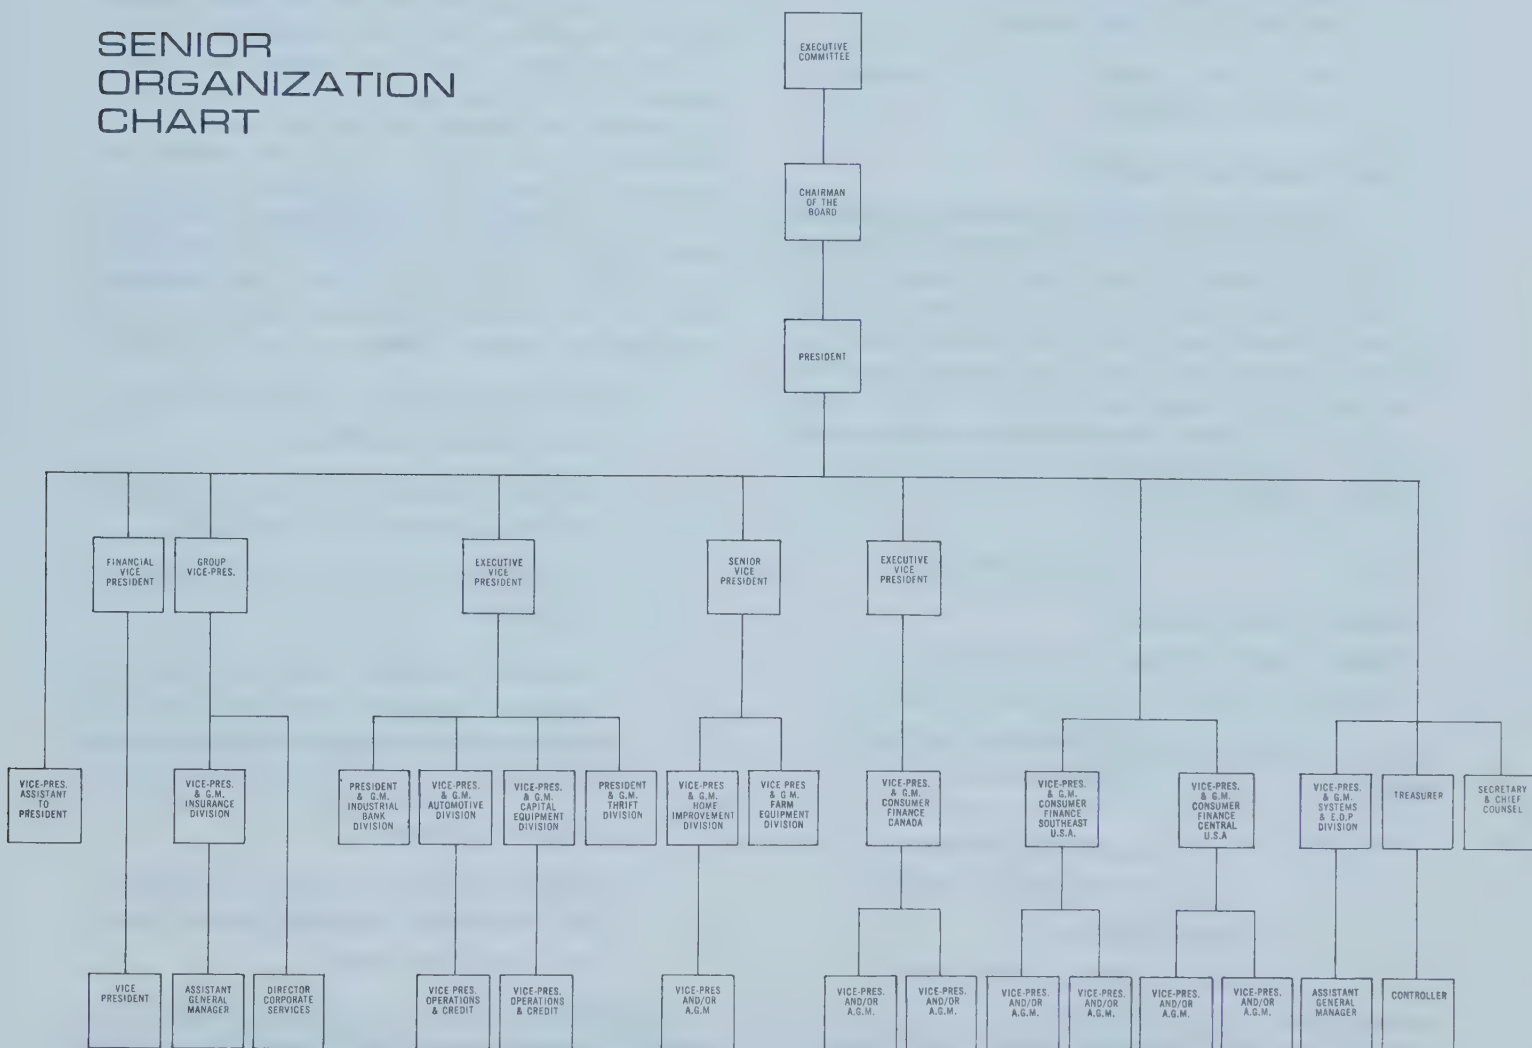 SENIOR
ORGANIZATION
CHART
EXECUTIVE
COMMITTEE
CHAIRMAN
OF THE
BOARD
PRESIDENT
FINANCIAL
VICE
PRESIDENT
GROUP
VICE-PRES.
EXECUTIVE
VICE
PRESIDENT
SENIOR
VICE
PRESIDENT
EXECUTIVE
VICE
PRESIDENT
VICE-PRES.
ASSISTANT
TO
PRESIDENT
VICE-PRES.
& G.M.
INSURANCE
DIVISION
PRESIDENT
& G.M.
INDUSTRIAL
BANK
DIVISION
VICE-PRES.
& G.M.
AUTOMOTIVE
DIVISION
VICE-PRES.
& G.M.
CAPITAL
EQUIPMENT
DIVISION
PRESIDENT
& G.M.
THRIFT
DIVISION
VICE-PRES
& G.M.
HOME
IMPROVEMENT
DIVISION
VICE PRES
& G M.
FARM
EQUIPMENT
DIVISION
VICE-PRES.
& G.M.
CONSUMER
FINANCE
CANADA
VICE-PRES.
& G.M.
CONSUMER
FINANCE
SOUTHEAST
U.S.A.
VICE-PRES.
& G.M.
CONSUMER
FINANCE
CENTRAL
U.S.A
VICE-PRES.
& G.M.
SYSTEMS
& E.D.P
DIVISION
TREASURER
SECRETARY
& CHIEF
COUNSEL
VICE
PRESIDENT
ASSISTANT
GENERAL
MANAGER
DIRECTOR
CORPORATE
SERVICES
VICE PRES.
OPERATIONS
& CREDIT
VICE-PRES.
OPERATIONS
& CREDIT
VICE-PRES
AND/OR
A.G.M
VICE-PRES.
AND/OR
A.G.M.
VICE-PRES.
AND/OR
A.G.M.
VICE-PRES.
AND/OR
A.G.M.
VICE-PRES.
AND/OR
A.G.M.
VICE-PRES.
AND/OR
A.G.M.
VICE-PRES.
AND/OR
A.G.M.
ASSISTANT
GENERAL
MANAGER
CONTROLLER